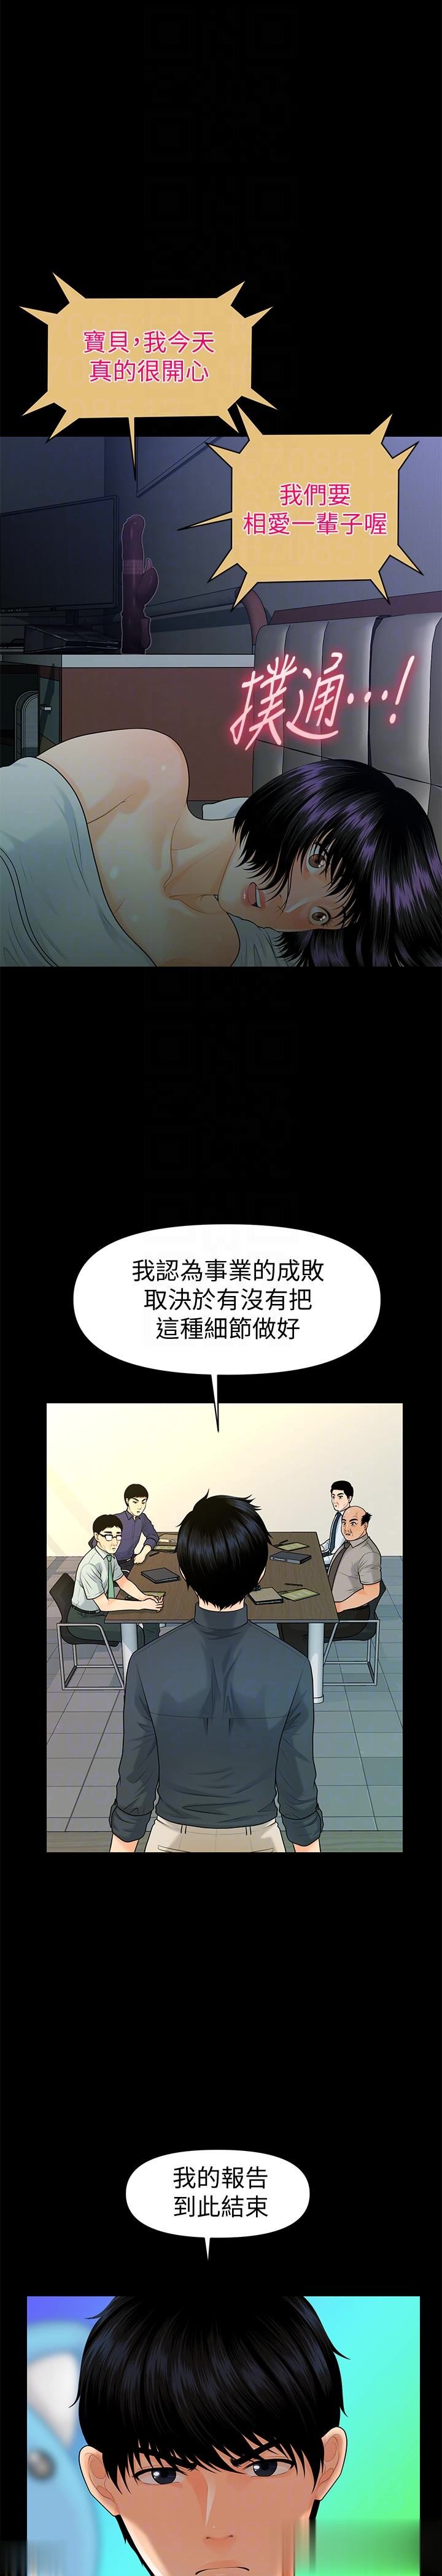 寶貝，我今天
真的很開心
我們要
相愛一輩子喔
撲通…!
我認為事業的成敗
取決於有沒有把
這種細節做好
我的報告
到此結束